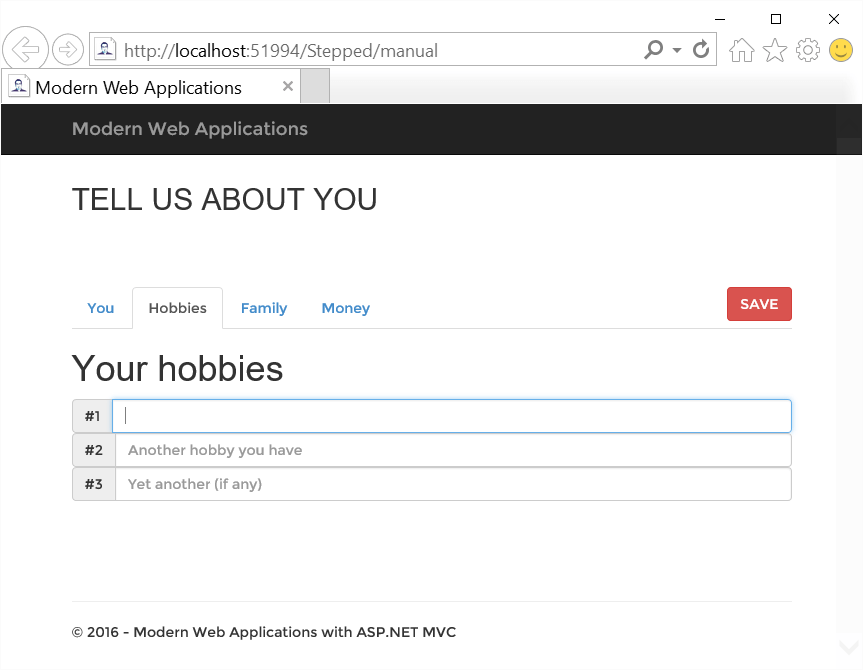 http://localhost:51994/Stepped/manual
Modern Web Applications
Modern Web Applications
TELL US ABOUT YOU
You Hobbies Family Money SAVE
Your hobbies
#1
#2 Another hobby you have
#3 Yet another (if any)
© 2016 - Modern Web Applications with ASP.NET MVC